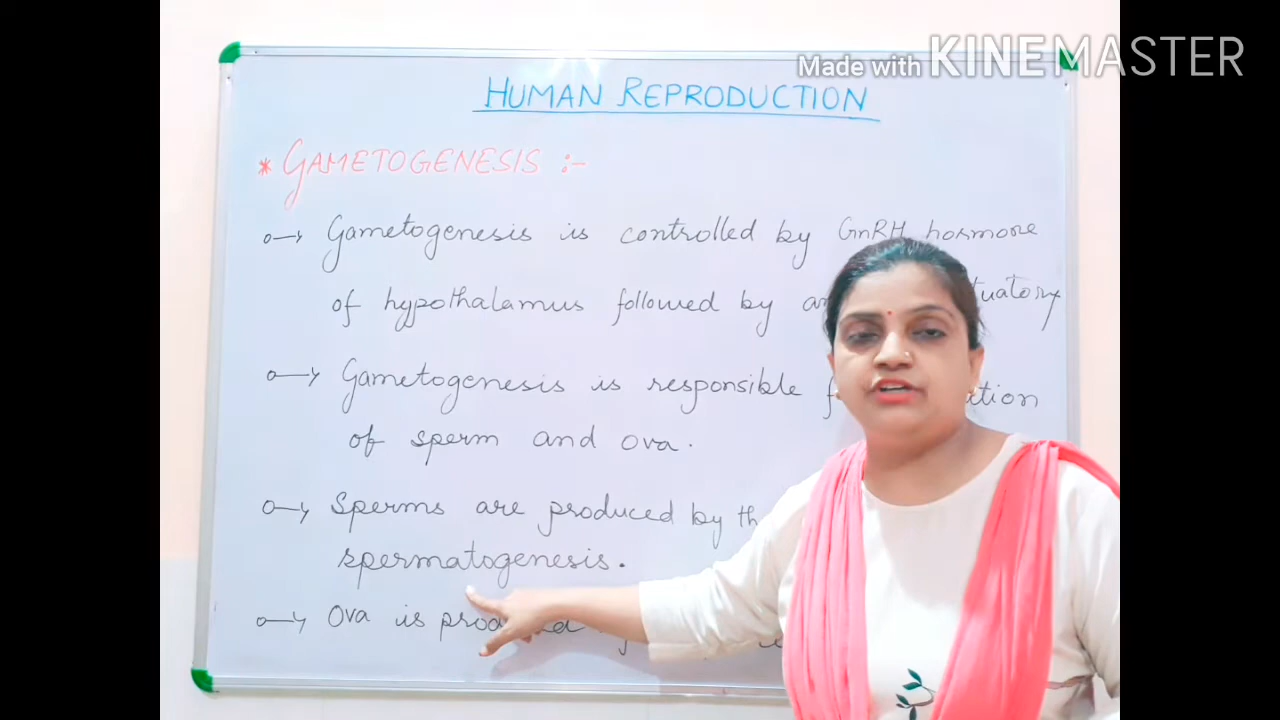 Made with KINEMASTER
HUMAN REPRODUCTION
* GAMETOGENESIS :-
Gametogenesis is controlled by GnRH hormone
of hypothalamus followed by
Gametogenesis is responsible
of sperm and ova.
Sperms are produced by
spermatogenesis.
Ova is